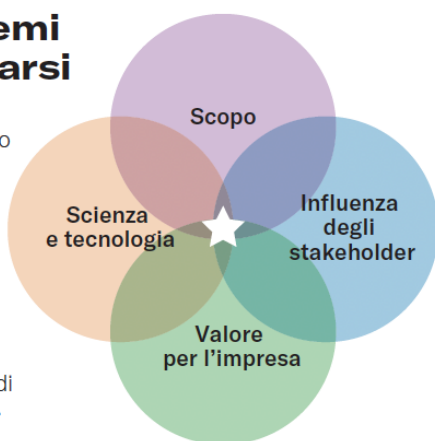 emi
arsi
o
Scopo
Scienza
e tecnologia
Influenza
degli
stakeholder
Valore
per l'impresa
di